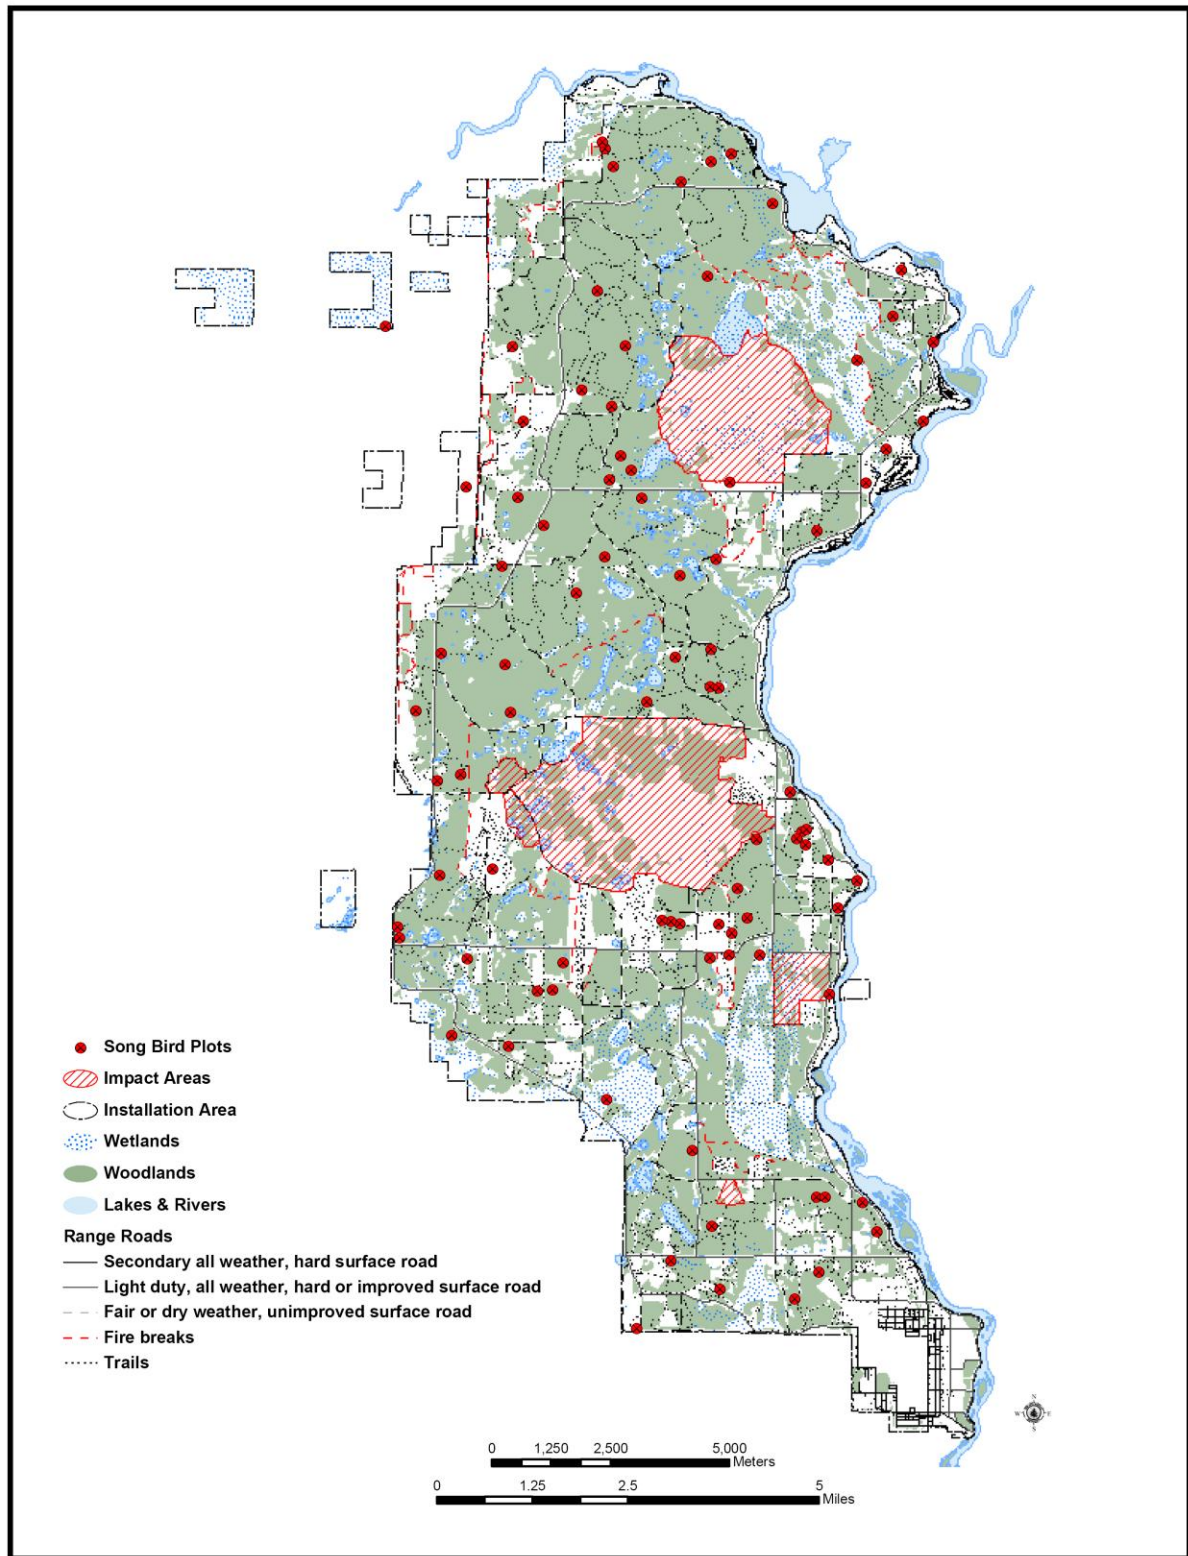 Song Bird Plots
Impact Areas
Installation Area
Wetlands
Woodlands
Lakes & Rivers
Range Roads
Secondary all weather, hard surface road
Light duty, all weather, hard or improved surface road
Fair or dry weather, unimproved surface road
Fire breaks
Trails
N
W E
S
0 1,250 2,500 5,000
Meters
0 1.25 2.5 5
Miles